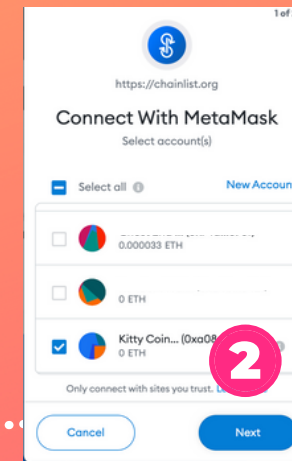 1 of
https://chainlist.org
Connect With MetaMask
Select account(s)
Select all
New Accoun
0.000033 ETH
0 ETH
Kitty Coin... (0xa08
0 ETH
2
Only connect with sites you trust.
Cancel
Next